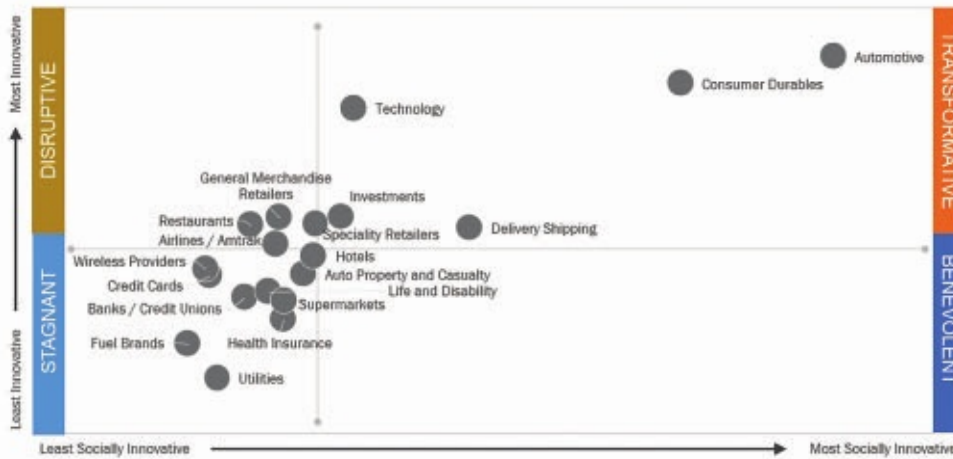 Most Innovative
Least Innovative
DISRUPTIVE
STAGNANT
TRANSFORMATIVE
BENEVOLENT
Automotive
Consumer Durables
Technology
General Merchandise
Retailers
Investments
Restaurants
Speciality Retailers
Delivery Shipping
Airlines / Amtrak
Hotels
Wireless Providers
Auto Property and Casualty
Credit Cards
Life and Disability
Banks / Credit Unions
Supermarkets
Fuel Brands
Health Insurance
Utilities
Least Socially Innovative
Most Socially Innovative